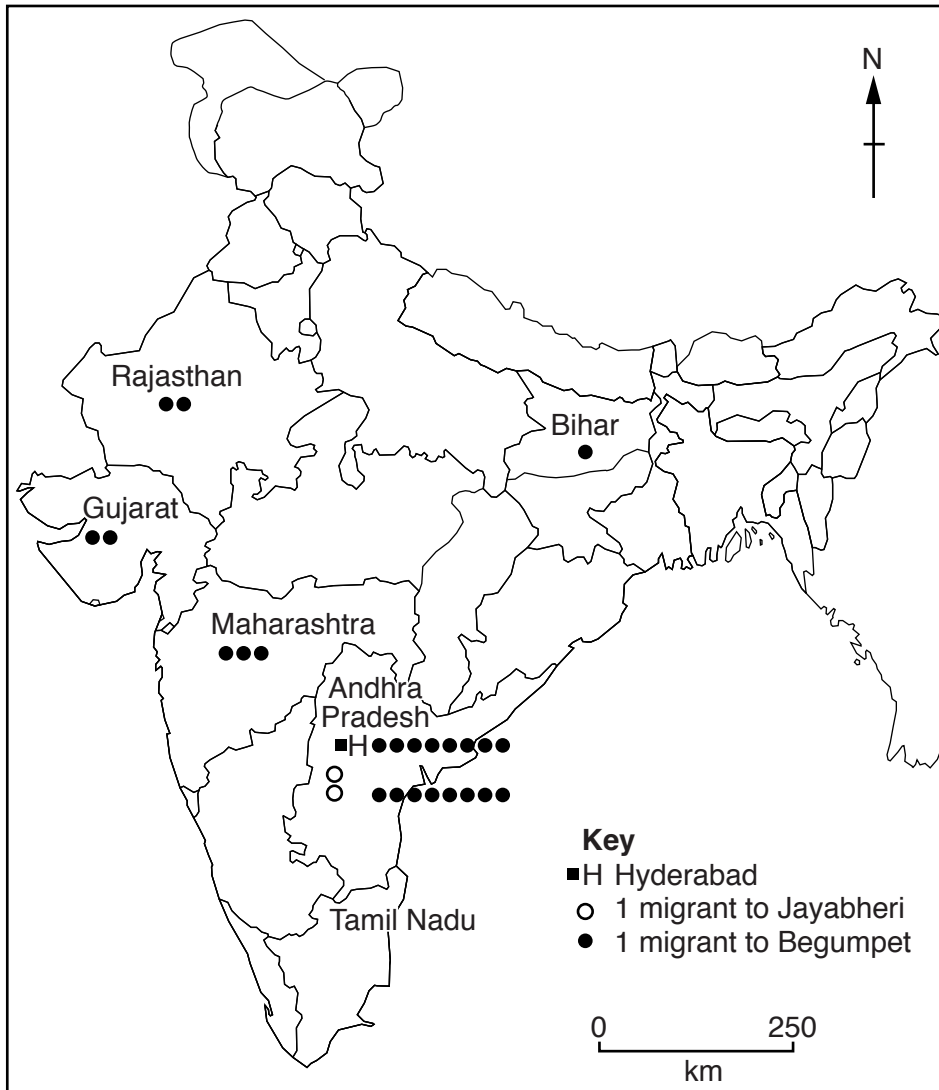 N
Rajasthan
Bihar
Gujarat
Maharashtra
Andhra
Pradesh
H
Tamil Nadu
Key
H Hyderabad
1 migrant to Jayabheri
1 migrant to Begumpet
0 250
km